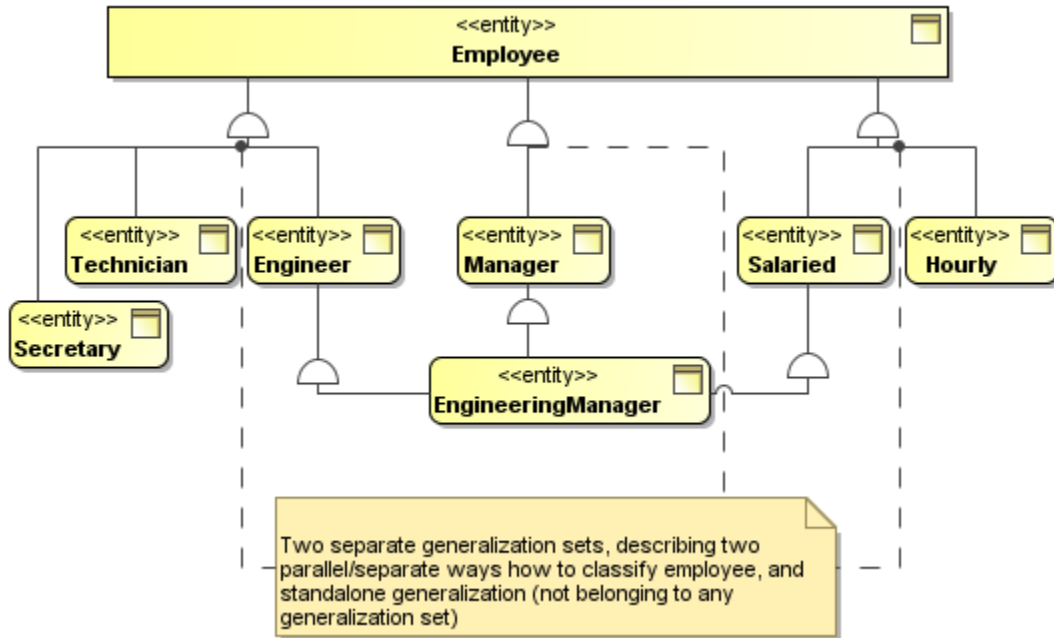 <<entity>>
Employee
<<entity>>
Technician
<<entity>>
Engineer
<<entity>>
Manager
<<entity>>
Salaried
<<entity>>
Hourly
<<entity>>
Secretary
<<entity>>
EngineeringManager
Two separate generalization sets, describing two
parallel/separate ways how to classify employee, and
standalone generalization (not belonging to any
generalization set)